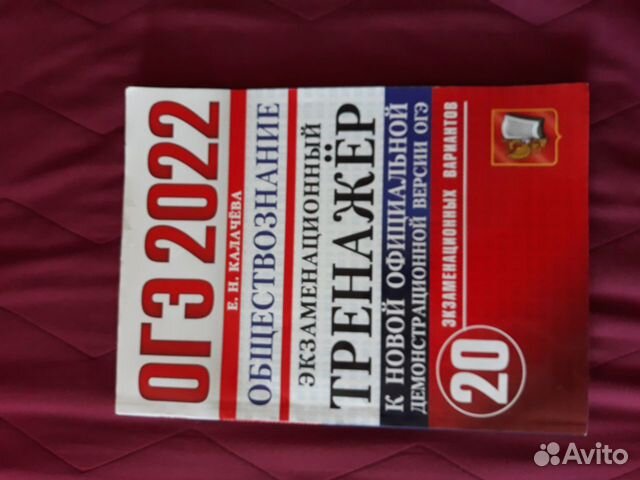 ОГЭ 2022
Е. Н. КАЛАЧЁВА
ОБЩЕСТВОЗНАНИЕ
ЭКЗАМЕНАЦИОННЫЙ
ТРЕНАЖЁР
К НОВОЙ ОФИЦИАЛЬНОЙ
ДЕМОНСТРАЦИОННОЙ ВЕРСИИ ОГЭ
20
ЭКЗАМЕНАЦИОННЫХ ВАРИАНТОВ
Avito